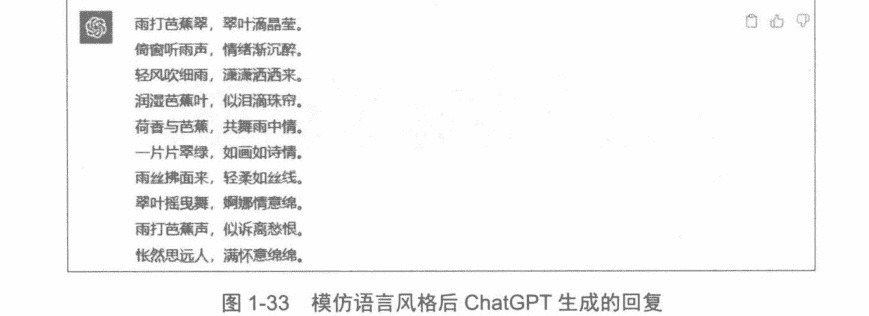 雨打芭蕉翠，翠叶滴晶莹。
倚窗听雨声，情绪渐沉醉。
轻风吹细雨，潇潇洒洒来。
润湿芭蕉叶，似泪滴珠帘。
荷香与芭蕉，共舞雨中情。
一片片翠绿，如画如诗情。
雨丝拂面来，轻柔如丝线。
翠叶摇曳舞，婀娜情意绵。
雨打芭蕉声，似诉离愁恨。
怅然思远人，满怀意绵绵。
图 1-33 模仿语言风格后 ChatGPT 生成的回复